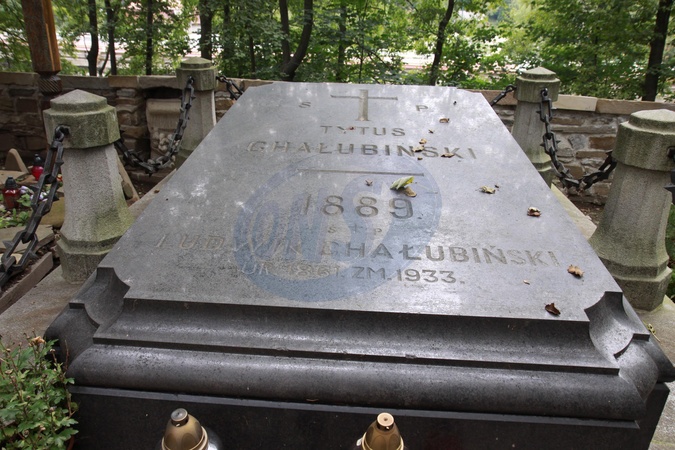 S P
TYTUS
CHAŁUBIŃSKI
1889.
S + P
LUDWIK CHAŁUBIŃSKI
UR. 1861. ZM. 1933.